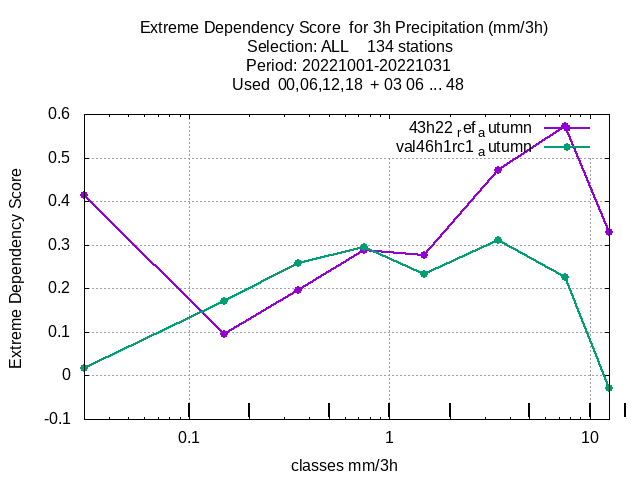 Extreme Dependency Score  for 3h Precipitation (mm/3h)
Selection: ALL    134 stations
Period: 20221001-20221031
Used  00,06,12,18  + 03 06 ... 48
43h22 ref autumn
val46h1rc1 autumn
0.6
0.5
0.4
0.3
0.2
0.1
0
-0.1
Extreme Dependency Score
0.1 1 10
classes mm/3h